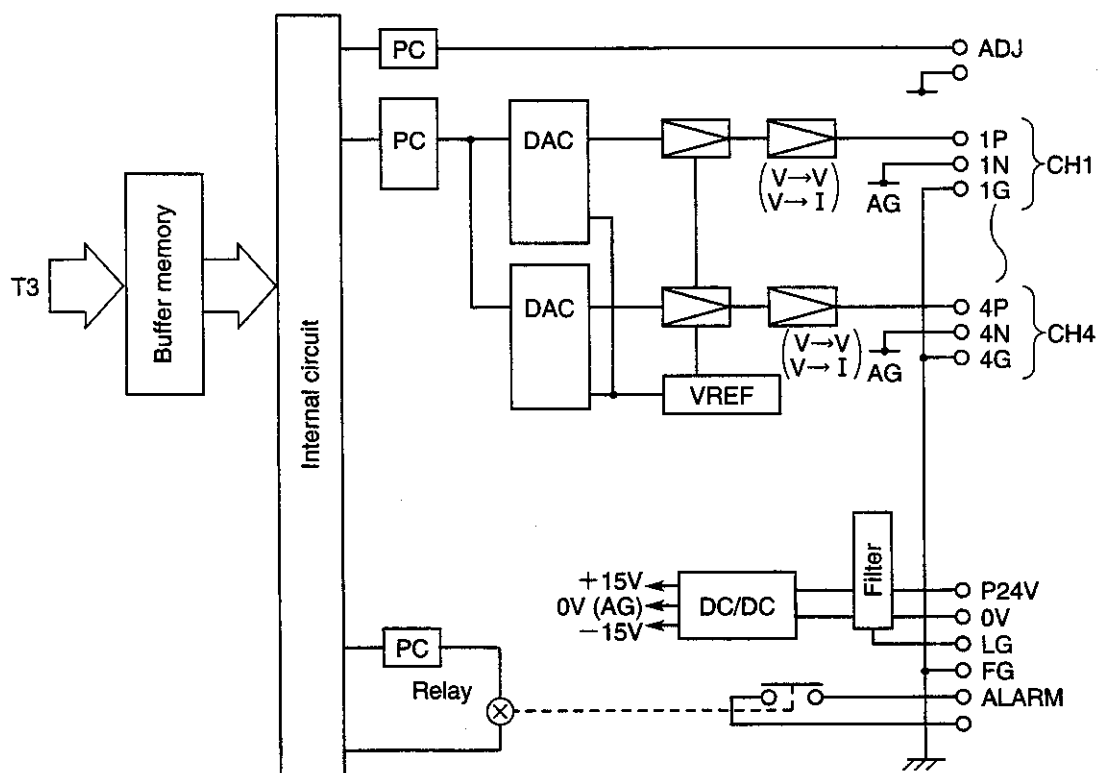 PC
ADJ
PC
DAC
1P
1N
1G
CH1
(V→V
V→I)
AG
T3
Buffer memory
Internal circuit
DAC
4P
4N
4G
CH4
(V→V
V→I)
AG
VREF
Filter
+15V
0V (AG)
−15V
DC/DC
P24V
0V
LG
FG
PC
Relay
ALARM